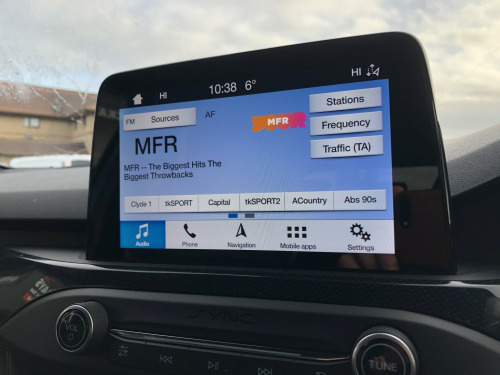 HI 10:38 6° HI
FM Sources AF
MFR
Stations
Frequency
Traffic (TA)
MFR
MFR -- The Biggest Hits The
Biggest Throwbacks
Clyde 1 tkSPORT Capital tkSPORT2 ACountry Abs 90s
Audio Phone Navigation Mobile apps Settings
SYNC
VOL
TUNE